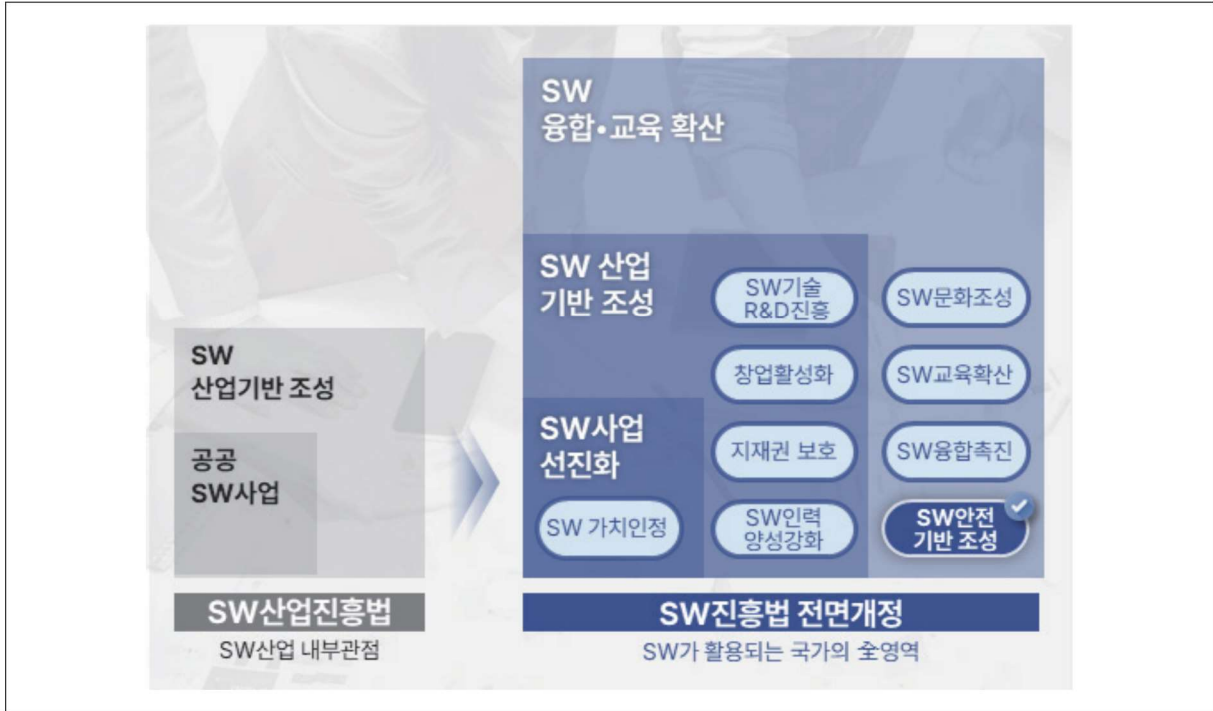 SW
산업기반 조성
공공
SW사업
SW산업진흥법
SW산업 내부관점
SW
융합•교육 확산
SW 산업
기반 조성
SW기술
R&D진흥
SW문화조성
창업활성화
SW교육확산
SW사업
선진화
지재권 보호
SW융합촉진
SW 가치인정
SW인력
양성강화
SW안전
기반 조성
SW진흥법 전면개정
SW가 활용되는 국가의 全영역